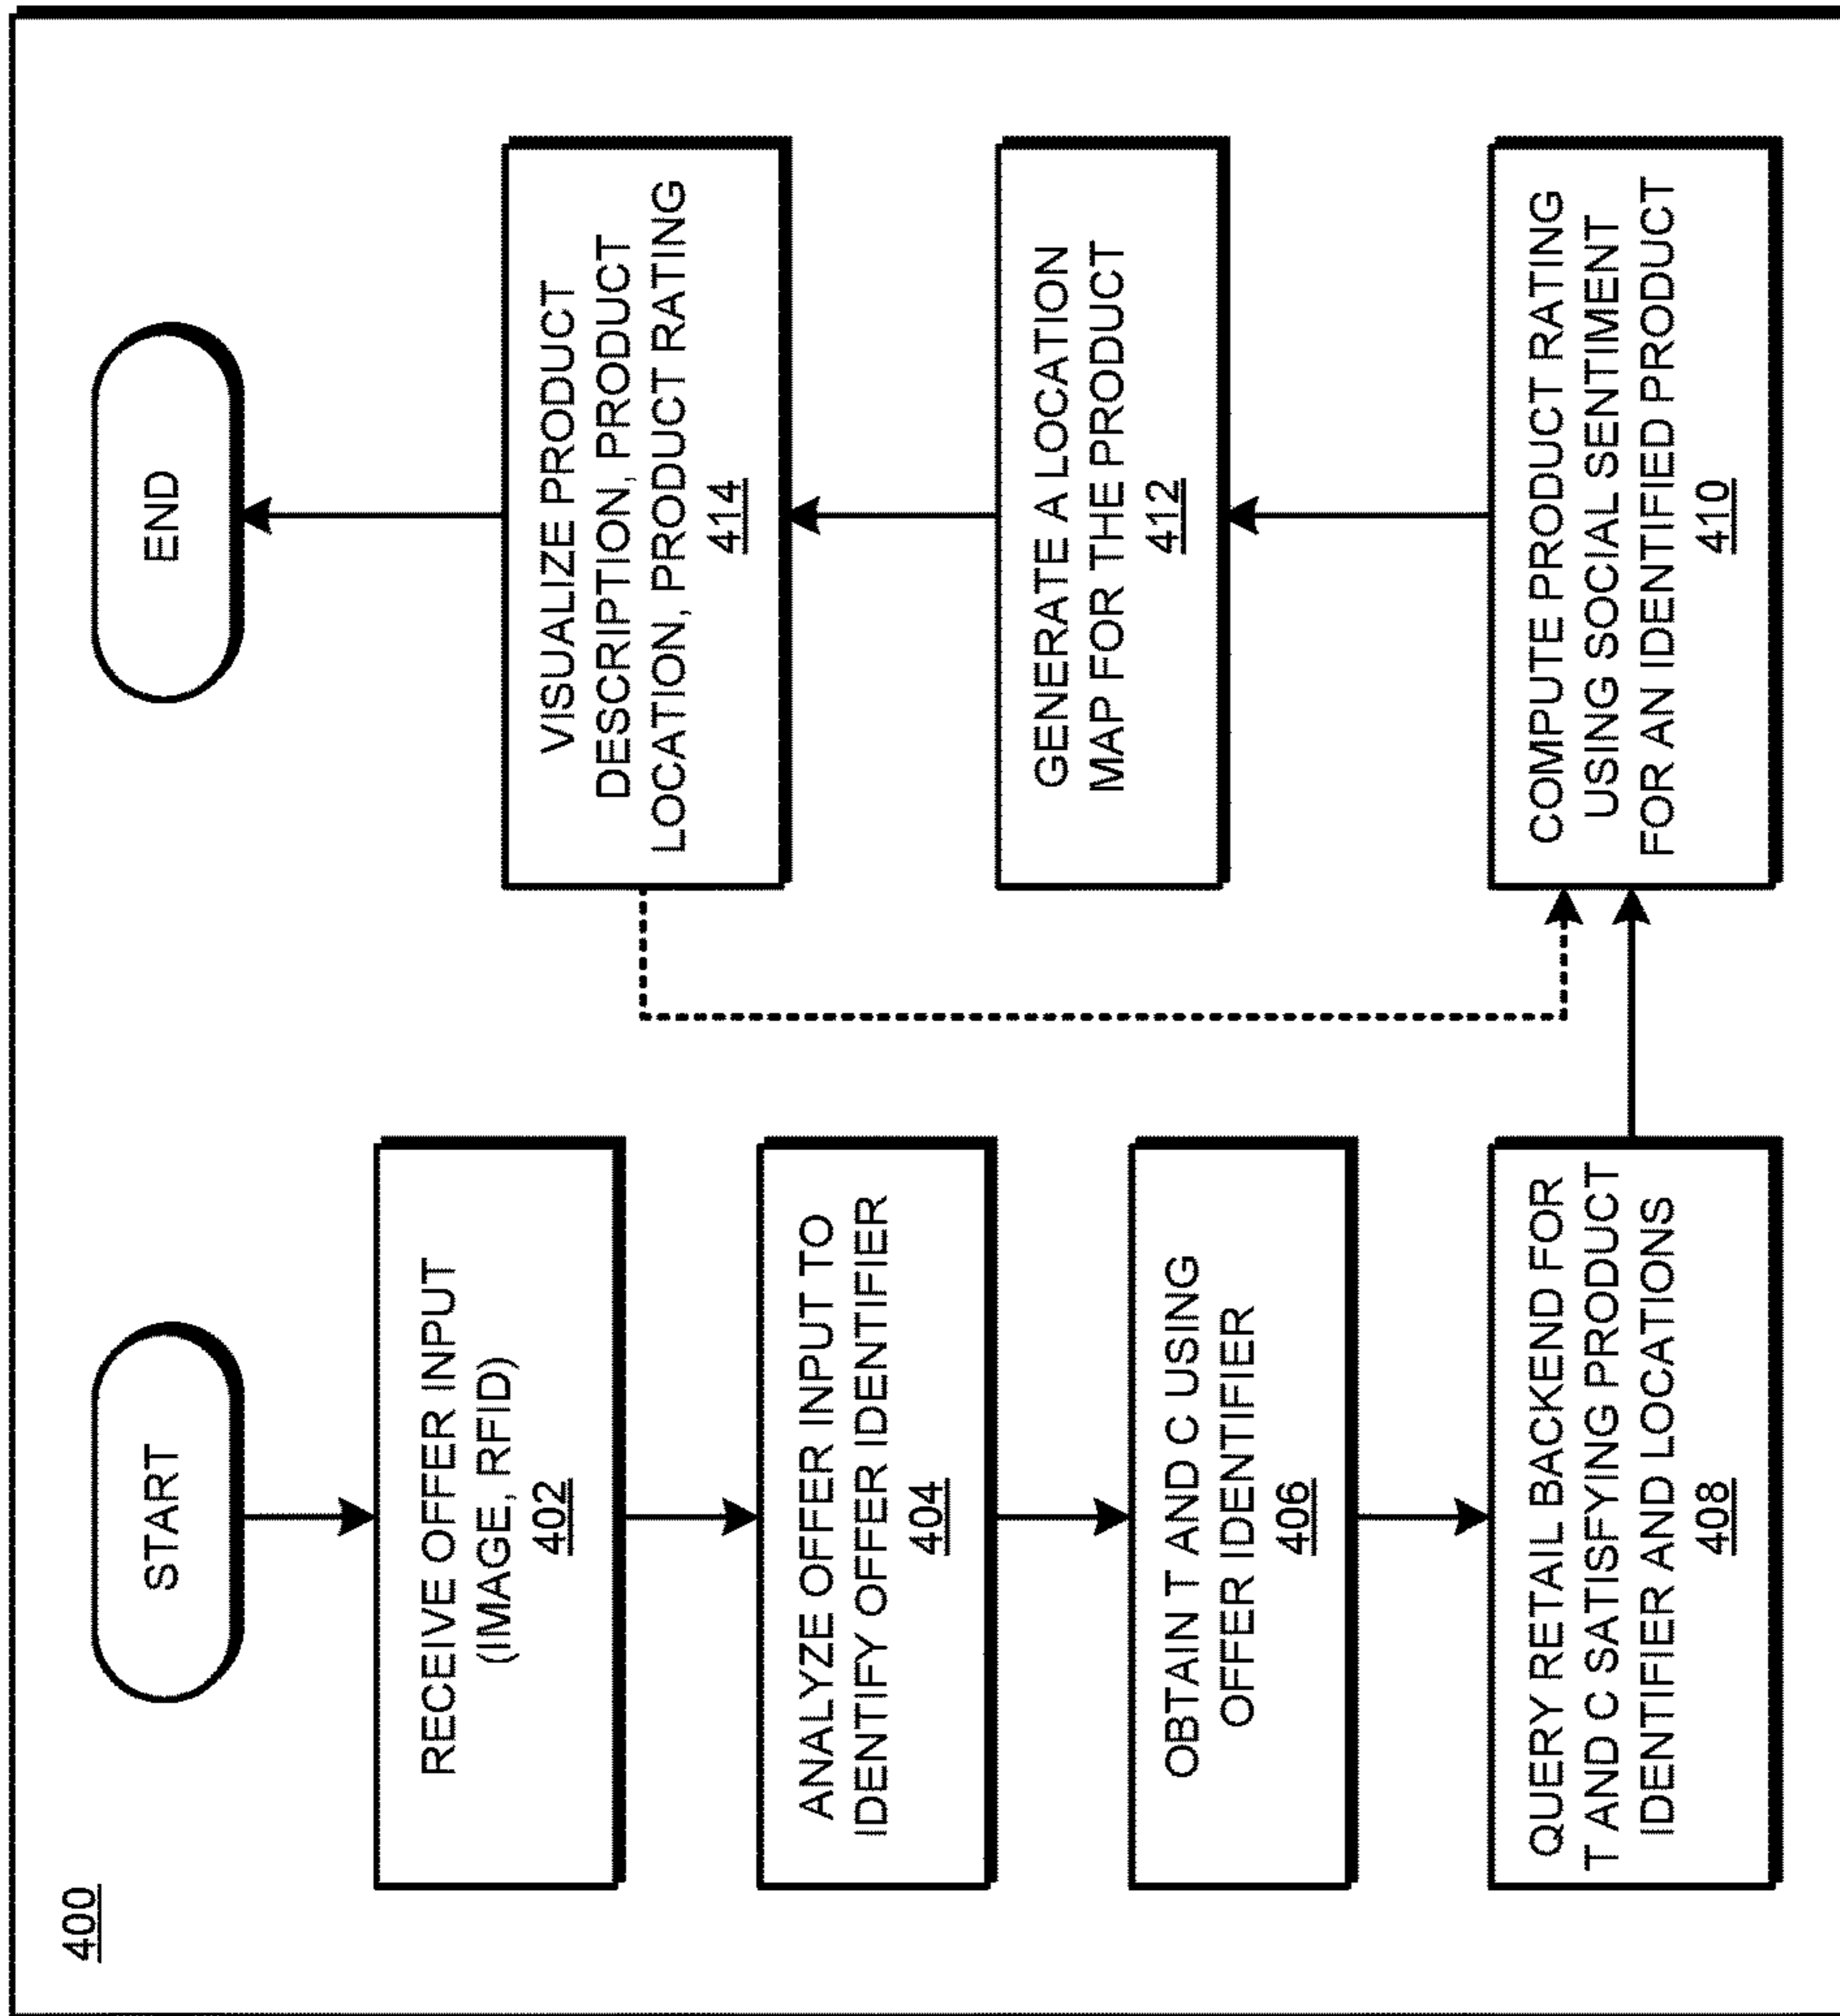 400
START
RECEIVE OFFER INPUT
(IMAGE, RFID)
402
ANALYZE OFFER INPUT TO
IDENTIFY OFFER IDENTIFIER
404
OBTAIN T AND C USING
OFFER IDENTIFIER
406
QUERY RETAIL BACKEND FOR
T AND C SATISFYING PRODUCT
IDENTIFIER AND LOCATIONS
408
COMPUTE PRODUCT RATING
USING SOCIAL SENTIMENT
FOR AN IDENTIFIED PRODUCT
410
GENERATE A LOCATION
MAP FOR THE PRODUCT
412
VISUALIZE PRODUCT
DESCRIPTION, PRODUCT
LOCATION, PRODUCT RATING
414
END